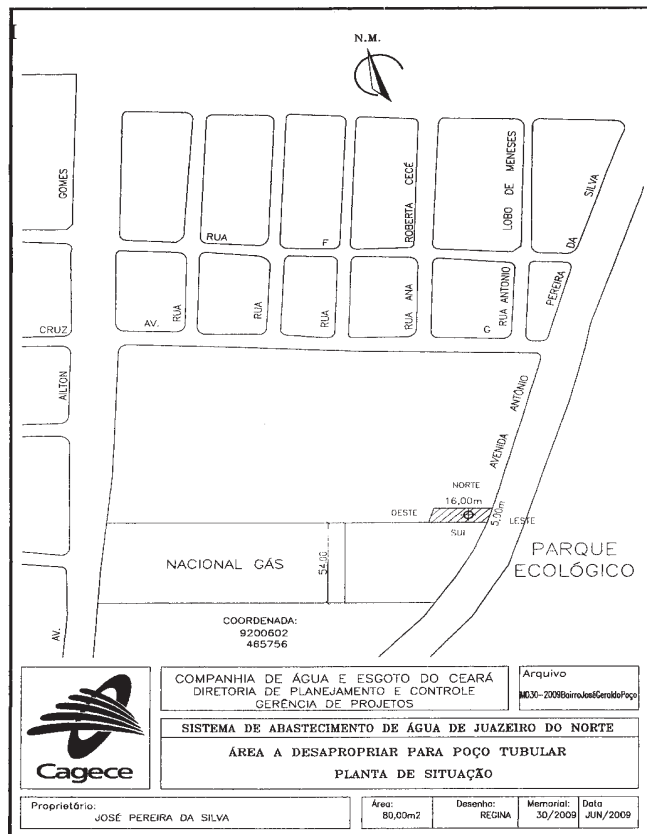 N.M.
GOMES
RUA
F
ROBERTA CECÉ
LOBO DE MENESES
DA SILVA
CRUZ
AV.
RUA
RUA
RUA
RUA ANA
G
RUA ANTONIO
PEREIRA
AILTON
AVENIDA ANTÔNIO
NORTE
16,00m
OESTE
5,00m
LESTE
SUL
NACIONAL GÁS
54,00
PARQUE
ECOLÓGICO
COORDENADA:
9200602
465756
AV.
Cagece
COMPANHIA DE ÁGUA E ESGOTO DO CEARÁ
DIRETORIA DE PLANEJAMENTO E CONTROLE
GERÊNCIA DE PROJETOS
Arquivo
MD30-2009BairroJoséGeraldoPoço
SISTEMA DE ABASTECIMENTO DE ÁGUA DE JUAZEIRO DO NORTE
ÁREA A DESAPROPRIAR PARA POÇO TUBULAR
PLANTA DE SITUAÇÃO
Proprietário:
JOSÉ PEREIRA DA SILVA
Área:
80,00m2
Desenho:
REGINA
Memorial:
30/2009
Data
JUN/2009